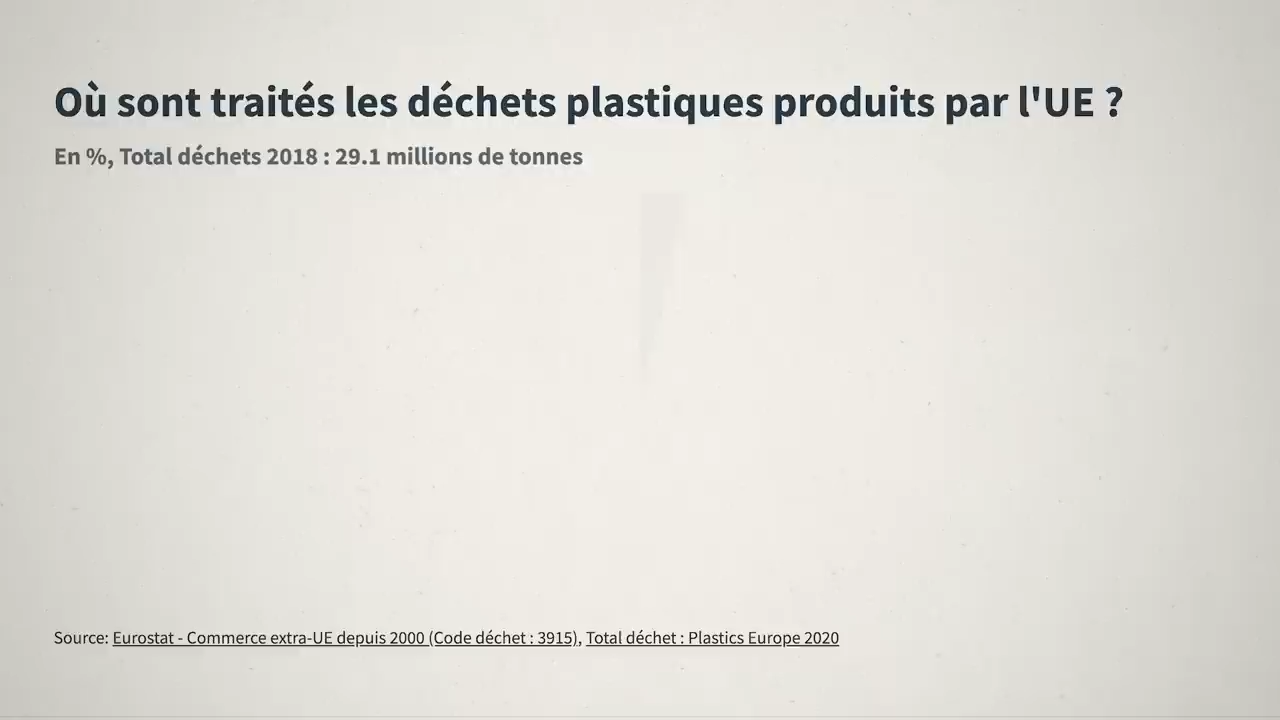 Où sont traités les déchets plastiques produits par l'UE ?
En %, Total déchets 2018 : 29.1 millions de tonnes
Source: Eurostat - Commerce extra-UE depuis 2000 (Code déchet : 3915), Total déchet : Plastics Europe 2020